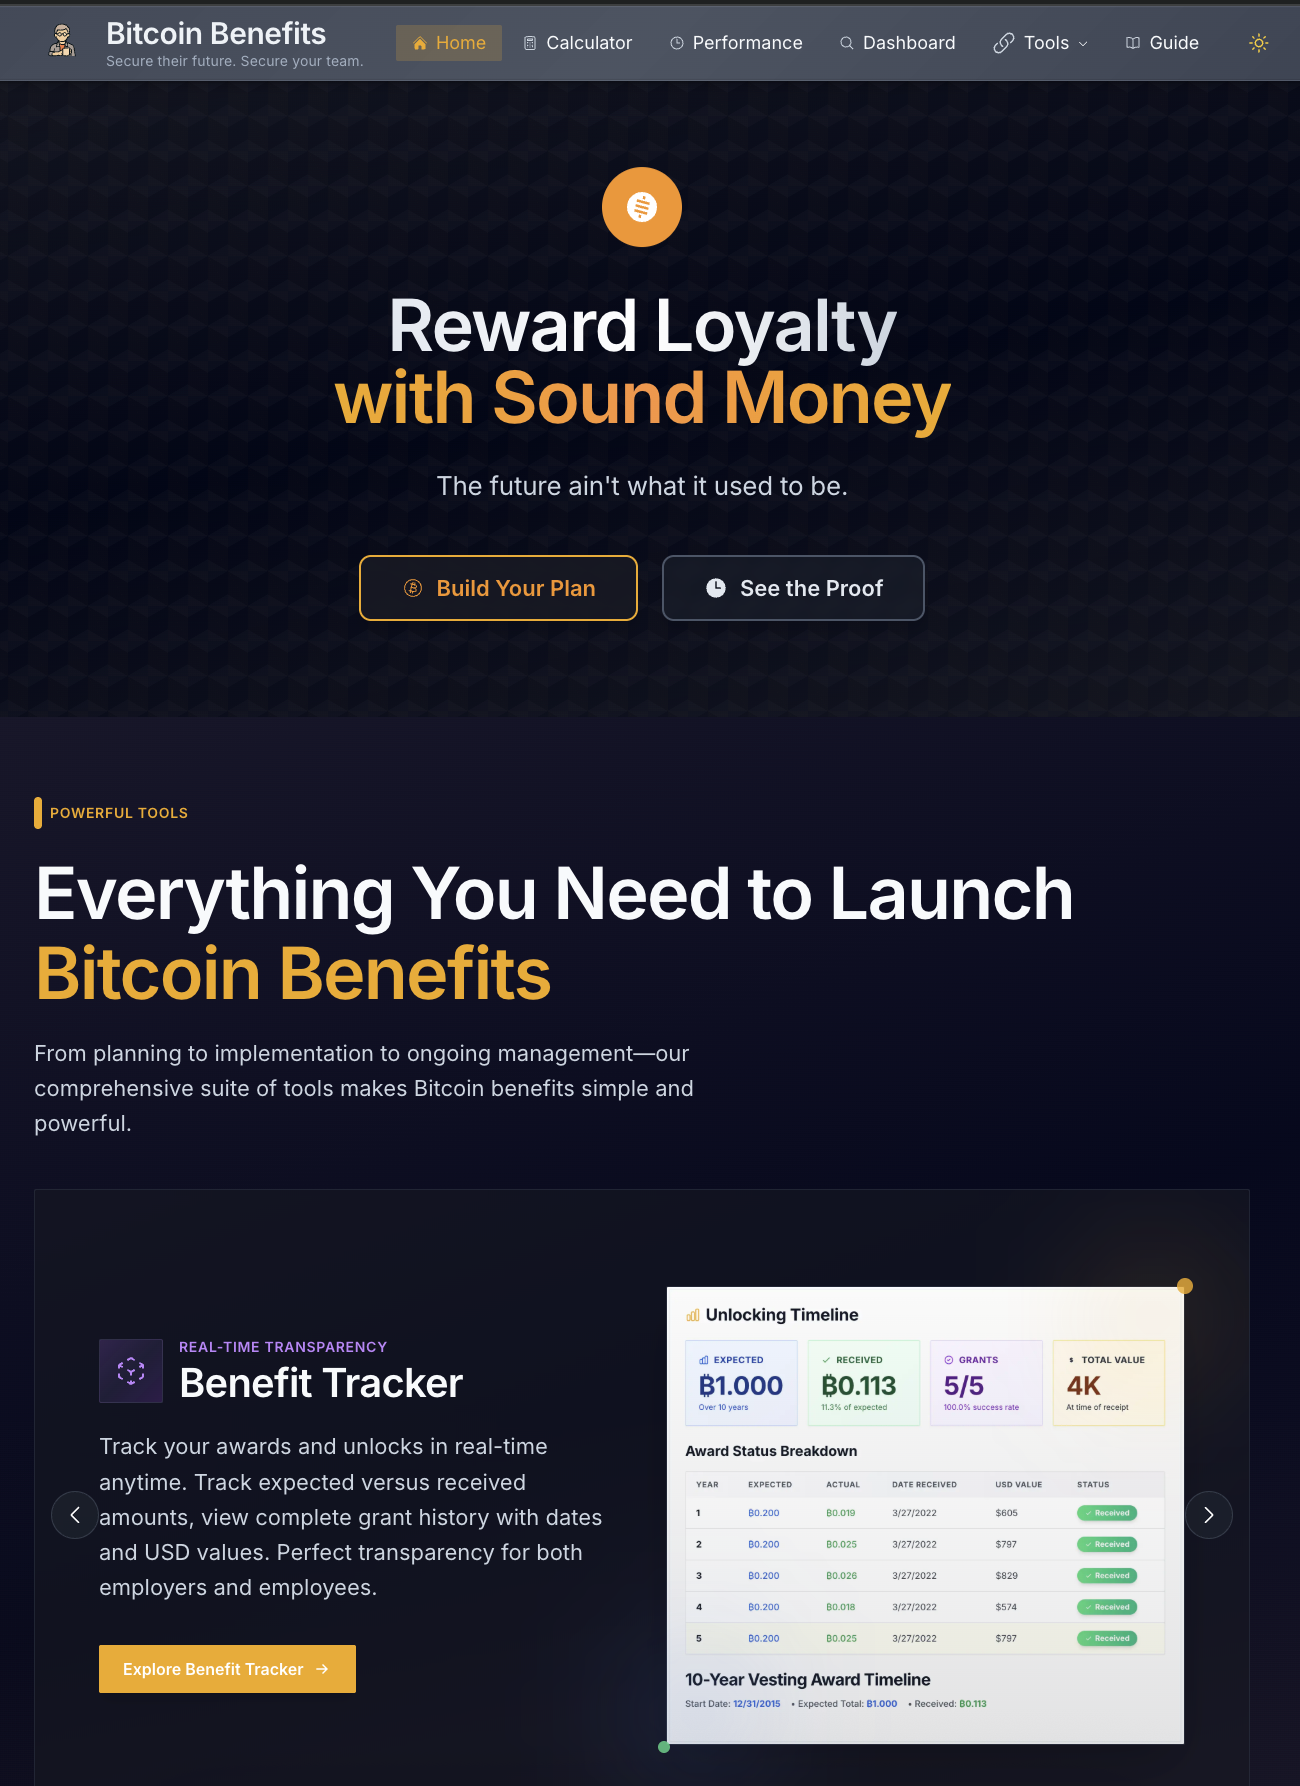 Bitcoin Benefits
Secure their future. Secure your team.
Home
Calculator
Performance
Dashboard
Tools
Guide
Reward Loyalty
with Sound Money
The future ain't what it used to be.
Build Your Plan
See the Proof
POWERFUL TOOLS
Everything You Need to Launch
Bitcoin Benefits
From planning to implementation to ongoing management—our
comprehensive suite of tools makes Bitcoin benefits simple and
powerful.
REAL-TIME TRANSPARENCY
Benefit Tracker
Track your awards and unlocks in real-time
anytime. Track expected versus received
amounts, view complete grant history with dates
and USD values. Perfect transparency for both
employers and employees.
Explore Benefit Tracker →
Unlocking Timeline
EXPECTED
₿1.000
Over 10 years
RECEIVED
₿0.113
11.3% of expected
GRANTS
5/5
100.0% success rate
$ TOTAL VALUE
4K
At time of receipt
Award Status Breakdown
YEAR EXPECTED ACTUAL DATE RECEIVED USD VALUE STATUS
1 ₿0.200 ₿0.019 3/27/2022 $605 ✓ Received
2 ₿0.200 ₿0.025 3/27/2022 $797 ✓ Received
3 ₿0.200 ₿0.026 3/27/2022 $829 ✓ Received
4 ₿0.200 ₿0.018 3/27/2022 $574 ✓ Received
5 ₿0.200 ₿0.025 3/27/2022 $797 ✓ Received
10-Year Vesting Award Timeline
Start Date: 12/31/2015 • Expected Total: ₿1.000 • Received: ₿0.113